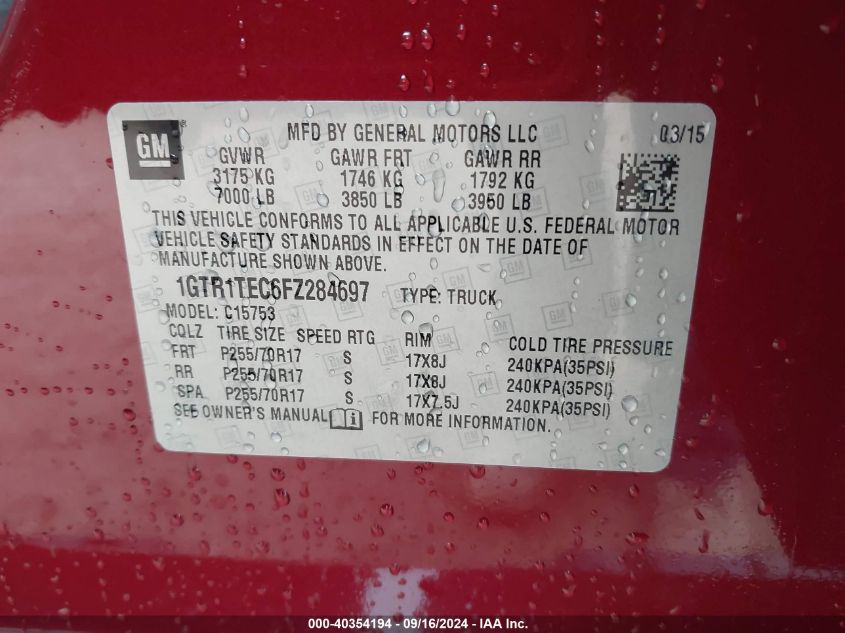 GM ®
MFD BY GENERAL MOTORS LLC 03/15
GVWR GAWR FRT GAWR RR
3175 KG 1746 KG 1792 KG
7000 LB 3850 LB 3950 LB
THIS VEHICLE CONFORMS TO ALL APPLICABLE U.S. FEDERAL MOTOR
VEHICLE SAFETY STANDARDS IN EFFECT ON THE DATE OF
MANUFACTURE SHOWN ABOVE.
1GTR1TEC6FZ284697 TYPE: TRUCK
MODEL: C15753
CQLZ TIRE SIZE SPEED RTG RIM COLD TIRE PRESSURE
FRT P255/70R17 S 17X8J 240KPA(35PSI)
RR P255/70R17 S 17X8J 240KPA(35PSI)
SPA P255/70R17 S 17X7.5J 240KPA(35PSI)
SEE OWNER'S MANUAL FOR MORE INFORMATION.
000-40354194 - 09/16/2024 - IAA Inc.